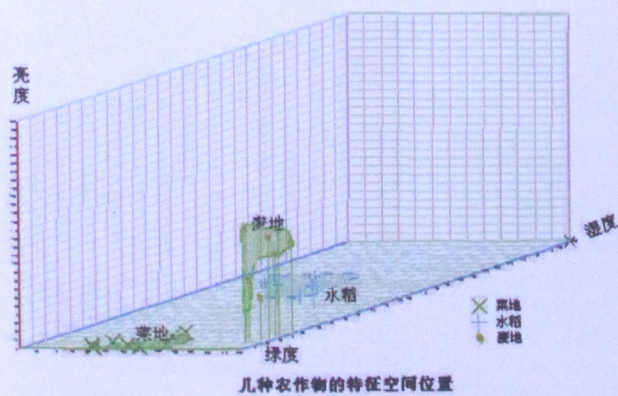 亮
度
麦地
湿度
水稻
菜地
绿度
菜地
水稻
麦地
几种农作物的特征空间位置